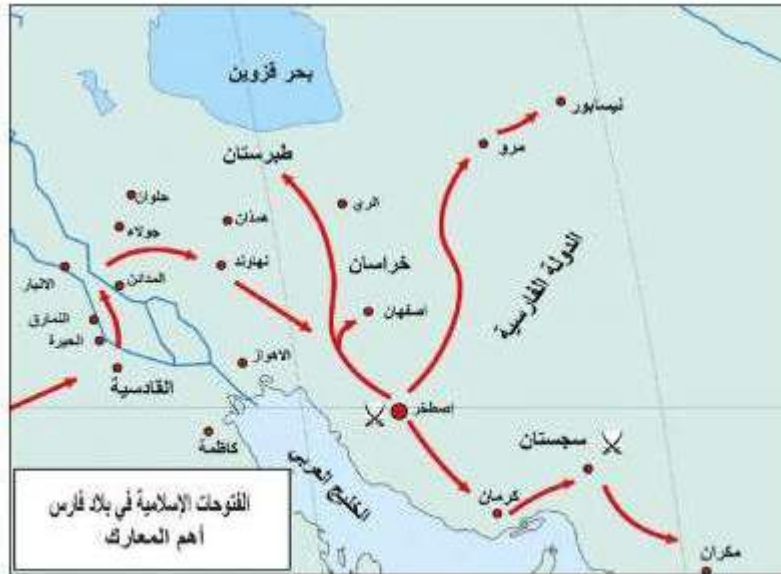 بحر قزوين
نيسابور
مرو
طبرستان
الري
حلوان
همذان
جولاء
خراسان
نهاوند
الدولة الفارسية
المدائن
الانبار
اصفهان
النمارق
الحيرة
الاهواز
القادسية
اصطخر
كاظمة
سجستان
الخليج العربي
كرمان
مكران
الفتوحات الإسلامية في بلاد فارس
أهم المعارك